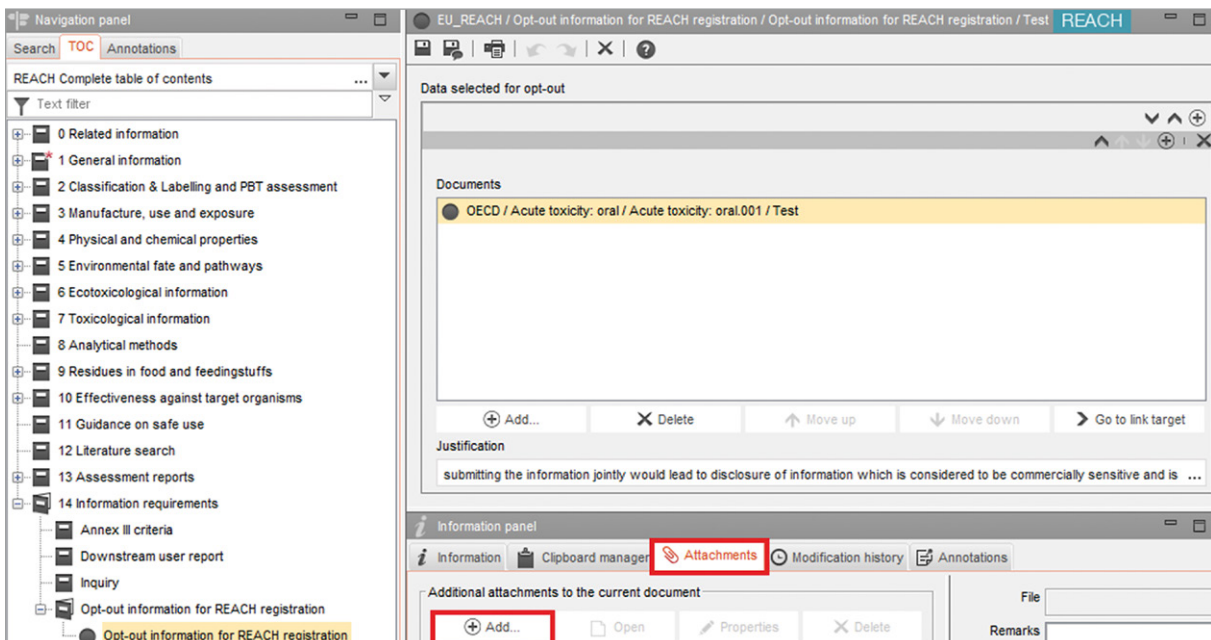 Navigation panel
Search TOC Annotations
REACH Complete table of contents ...
Text filter
0 Related information
1 General information
2 Classification & Labelling and PBT assessment
3 Manufacture, use and exposure
4 Physical and chemical properties
5 Environmental fate and pathways
6 Ecotoxicological information
7 Toxicological information
8 Analytical methods
9 Residues in food and feedingstuffs
10 Effectiveness against target organisms
11 Guidance on safe use
12 Literature search
13 Assessment reports
14 Information requirements
Annex III criteria
Downstream user report
Inquiry
Opt-out information for REACH registration
Opt-out information for REACH registration
EU_REACH / Opt-out information for REACH registration / Opt-out information for REACH registration / Test REACH
Data selected for opt-out
Documents
OECD / Acute toxicity: oral / Acute toxicity: oral.001 / Test
Add... Delete Move up Move down Go to link target
Justification
submitting the information jointly would lead to disclosure of information which is considered to be commercially sensitive and is ...
Information panel
Information Clipboard manager Attachments Modification history Annotations
Additional attachments to the current document
File
Add... Open Properties Delete
Remarks